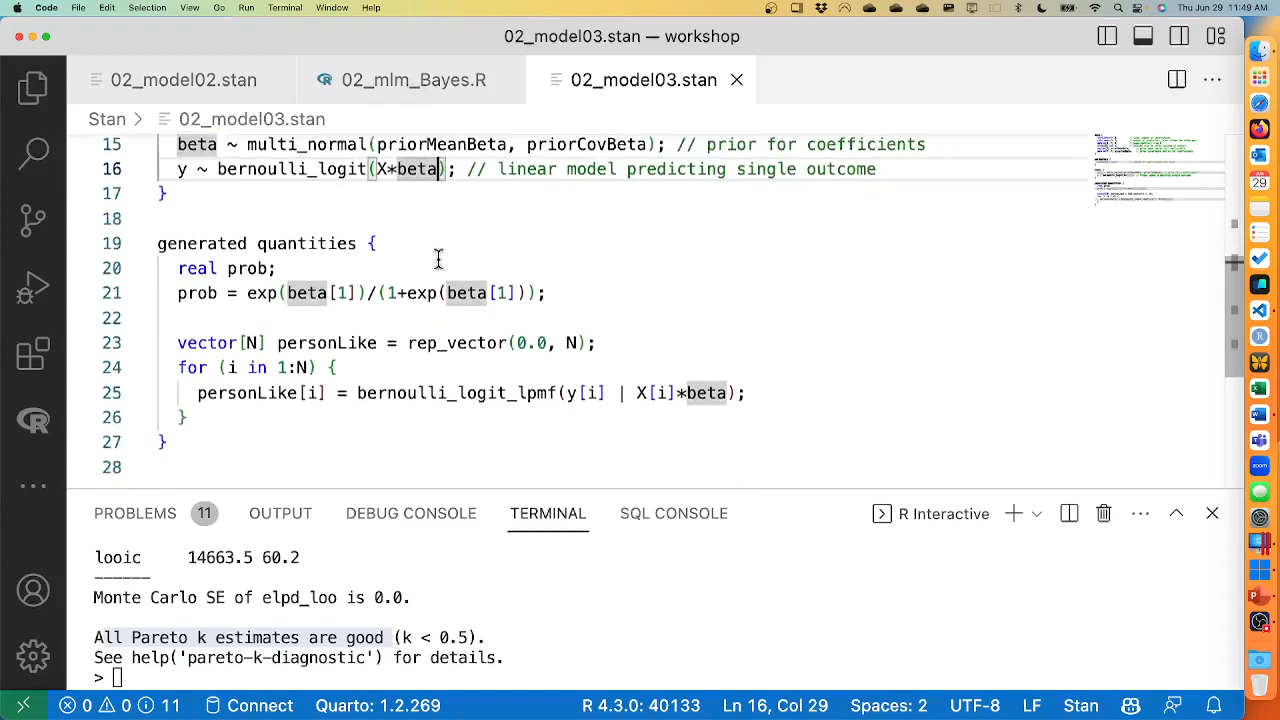 Code File Edit Selection View Go Run Terminal Window Help Thu Jun 29 11:49 AM
02_model03.stan — workshop
02_model02.stan 02_mlm_Bayes.R 02_model03.stan
Stan > 02_model03.stan
15 beta ~ multi_normal(priorMeanBeta, priorCovBeta); // prior for coefficients
16 y ~ bernoulli_logit(X*beta); // linear model predicting single outcome
17 }
18
19 generated quantities {
20 real prob;
21 prob = exp(beta[1])/(1+exp(beta[1]));
22
23 vector[N] personLike = rep_vector(0.0, N);
24 for (i in 1:N) {
25 personLike[i] = bernoulli_logit_lpmf(y[i] | X[i]*beta);
26 }
27 }
28
PROBLEMS 11 OUTPUT DEBUG CONSOLE TERMINAL SQL CONSOLE R Interactive
looic 14663.5 60.2
------
Monte Carlo SE of elpd_loo is 0.0.
All Pareto k estimates are good (k < 0.5).
See help('pareto-k-diagnostic') for details.
>
0 0 11 Connect Quarto: 1.2.269 R 4.3.0: 40133 Ln 16, Col 29 Spaces: 2 UTF-8 LF Stan